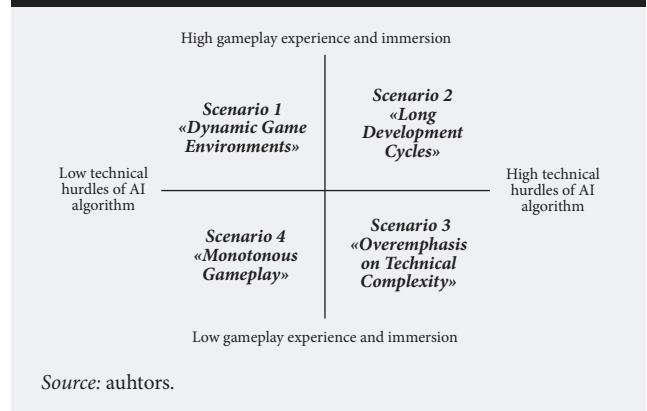 High gameplay experience and immersion
Scenario 1
«Dynamic Game
Environments»
Scenario 2
«Long
Development
Cycles»
Low technical
hurdles of AI
algorithm
High technical
hurdles of AI
algorithm
Scenario 4
«Monotonous
Gameplay»
Scenario 3
«Overemphasis
on Technical
Complexity»
Low gameplay experience and immersion
Source: auhtors.